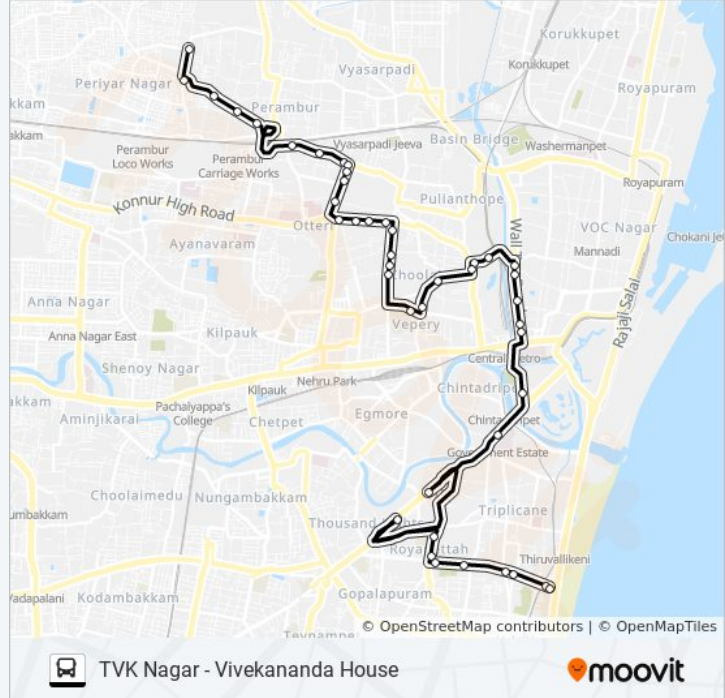 Korukkupet
Vyasarpadi
Korukkupet
Periyar Nagar
Royapuram
kkam
Perambur
Basin Bridge
akkam
Perambur
Loco Works
Perambur
Carriage Works
Vyasarpadi Jeeva
Washermanpet
Royapuram
Pulianthope
Konnur High Road
Otteri
Wall T
VOC Nagar
Ayanavaram
Mannadi
Chokani Je
Choolai
Anna Nagar
Rajaji Salai
Kilpauk
Vepery
Anna Nagar East
Central Metro
Shenoy Nagar
Nehru Park
Kilpauk
Chintadripet
akkam
Pachaiyappa's
College
Egmore
Aminjikarai
Chetpet
Chintadripet
Government Estate
Choolaimedu
Nungambakkam
umbakkam
Thousand Lights
Triplicane
Royapettah
Thiruvallikeni
Vadapalani
Kodambakkam
Gopalapuram
Teynampet
© OpenStreetMap contributors | © OpenMapTiles
TVK Nagar - Vivekananda House
moovit